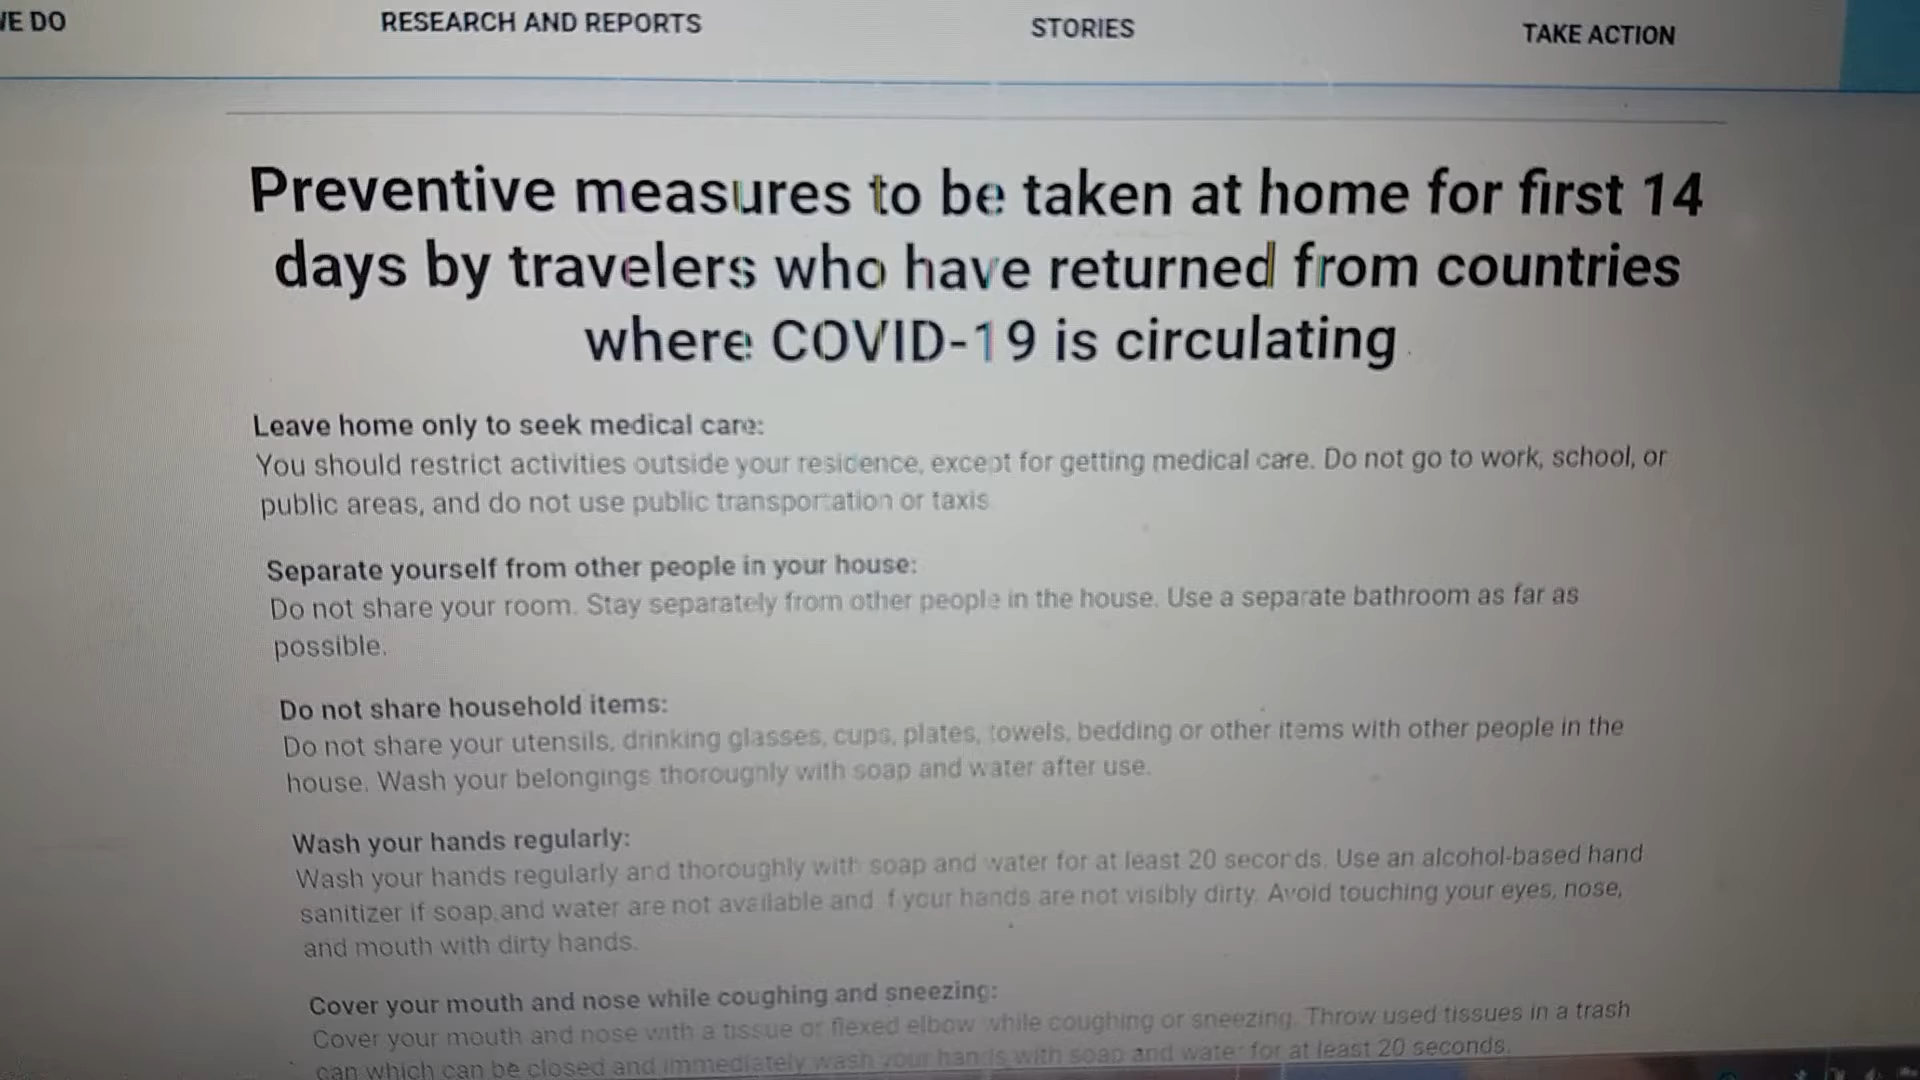 WE DO RESEARCH AND REPORTS STORIES TAKE ACTION
Preventive measures to be taken at home for first 14
days by travelers who have returned from countries
where COVID-19 is circulating
Leave home only to seek medical care:
You should restrict activities outside your residence, except for getting medical care. Do not go to work, school, or
public areas, and do not use public transportation or taxis
Separate yourself from other people in your house:
Do not share your room. Stay separately from other people in the house. Use a separate bathroom as far as
possible.
Do not share household items:
Do not share your utensils, drinking glasses, cups, plates, towels, bedding or other items with other people in the
house. Wash your belongings thoroughly with soap and water after use.
Wash your hands regularly:
Wash your hands regularly and thoroughly with soap and water for at least 20 seconds. Use an alcohol-based hand
sanitizer if soap and water are not available and if your hands are not visibly dirty. Avoid touching your eyes, nose,
and mouth with dirty hands.
Cover your mouth and nose while coughing and sneezing:
Cover your mouth and nose with a tissue or flexed elbow while coughing or sneezing. Throw used tissues in a trash
can which can be closed and immediately wash your hands with soap and water for at least 20 seconds.